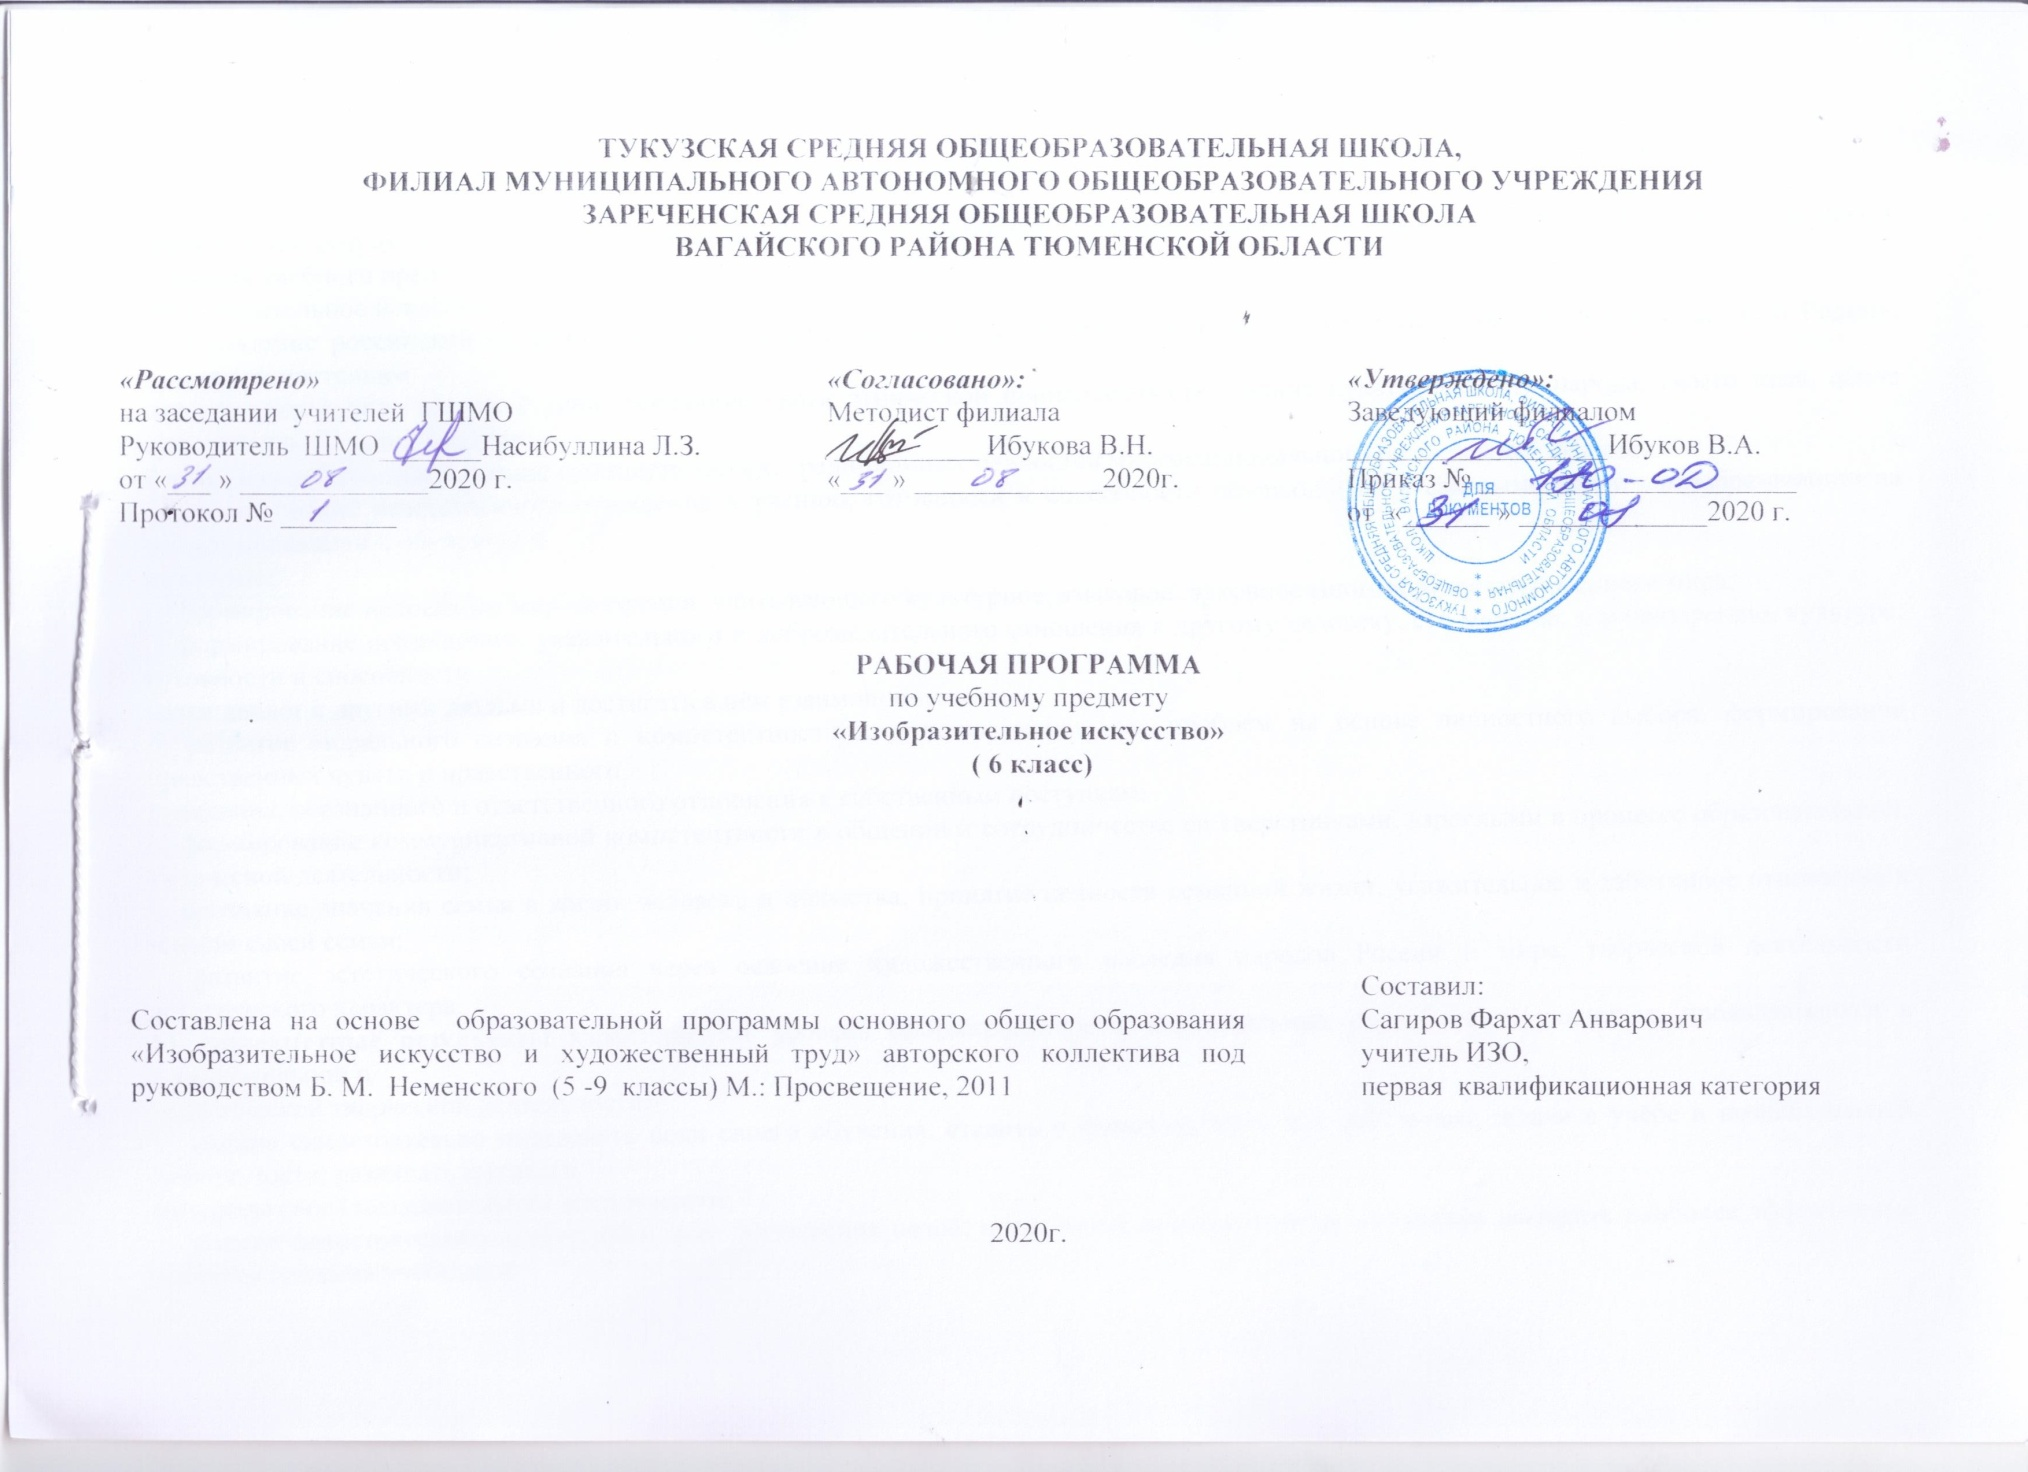 ТУКУЗСКАЯ СРЕДНЯЯ ОБЩЕОБРАЗОВАТЕЛЬНАЯ ШКОЛА,
ФИЛИАЛ МУНИЦИПАЛЬНОГО АВТОНОМНОГО ОБЩЕОБРАЗОВАТЕЛЬНОГО УЧРЕЖДЕНИЯ
ЗАРЕЧЕНСКАЯ СРЕДНЯЯ ОБЩЕОБРАЗОВАТЕЛЬНАЯ ШКОЛА
ВАГАЙСКОГО РАЙОНА ТЮМЕНСКОЙ ОБЛАСТИ
«Рассмотрено»
на заседании учителей ГШМО
Руководитель ШМО Насибуллина Л.З.
от «31» 08 2020 г.
Протокол № 1
«Согласовано»:
Методист филиала
Ибукова В.Н.
«31» 08 2020г.
«Утверждено»:
Заведующий филиалом
Ибуков В.А.
Приказ №
от «31» 2020 г.
ДЛЯ
ДОКУМЕНТОВ
РАБОЧАЯ ПРОГРАММА
по учебному предмету
«Изобразительное искусство»
( 6 класс)
Составлена на основе образовательной программы основного общего образования
«Изобразительное искусство и художественный труд» авторского коллектива под
руководством Б. М. Неменского (5 -9 классы) М.: Просвещение, 2011
Составил:
Сагиров Фархат Анварович
учитель ИЗО,
первая квалификационная категория
2020г.